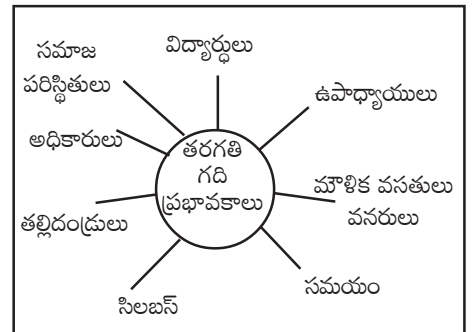 విద్యార్థులు
సమాజ
పరిస్థితులు
ఉపాధ్యాయులు
అధికారులు
తరగతి
గది
ప్రభావకాలు
మౌళిక వసతులు
వనరులు
తల్లిదండ్రులు
సమయం
సిలబస్